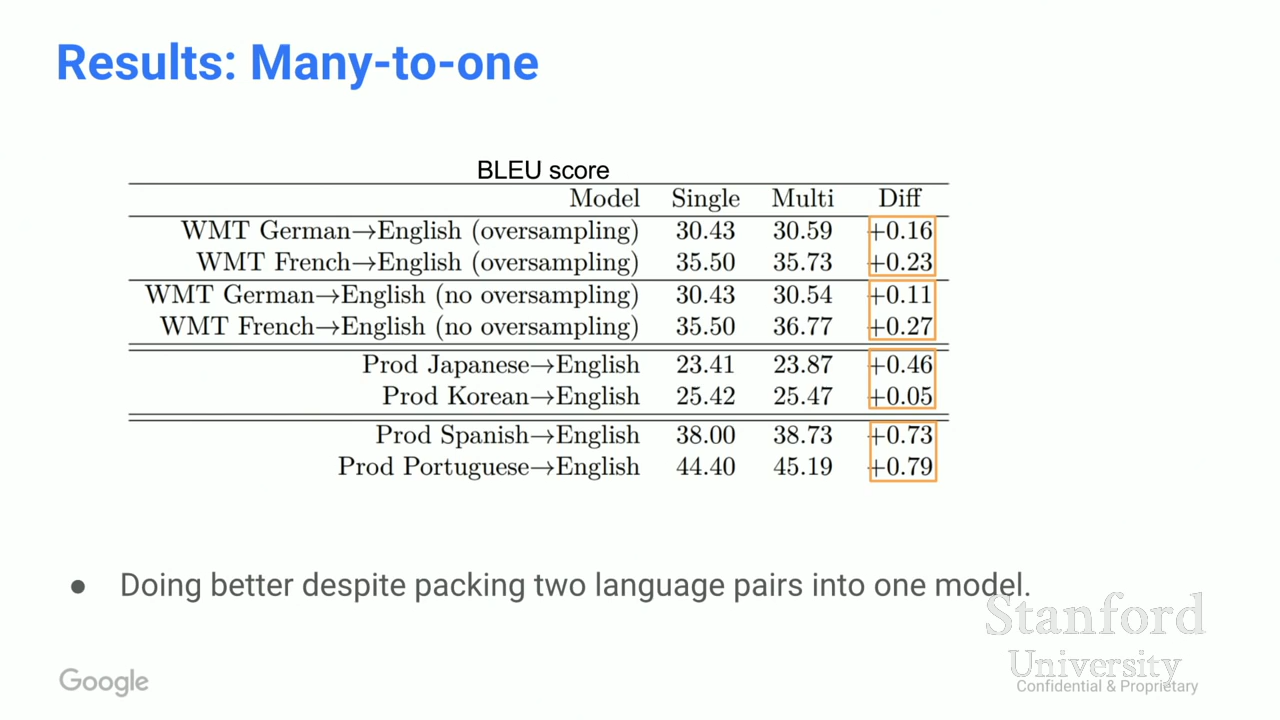 Results: Many-to-one
BLEU score
Model Single Multi Diff
WMT German→English (oversampling) 30.43 30.59 +0.16
WMT French→English (oversampling) 35.50 35.73 +0.23
WMT German→English (no oversampling) 30.43 30.54 +0.11
WMT French→English (no oversampling) 35.50 36.77 +0.27
Prod Japanese→English 23.41 23.87 +0.46
Prod Korean→English 25.42 25.47 +0.05
Prod Spanish→English 38.00 38.73 +0.73
Prod Portuguese→English 44.40 45.19 +0.79
● Doing better despite packing two language pairs into one model.
Stanford
University
Google
Confidential & Proprietary